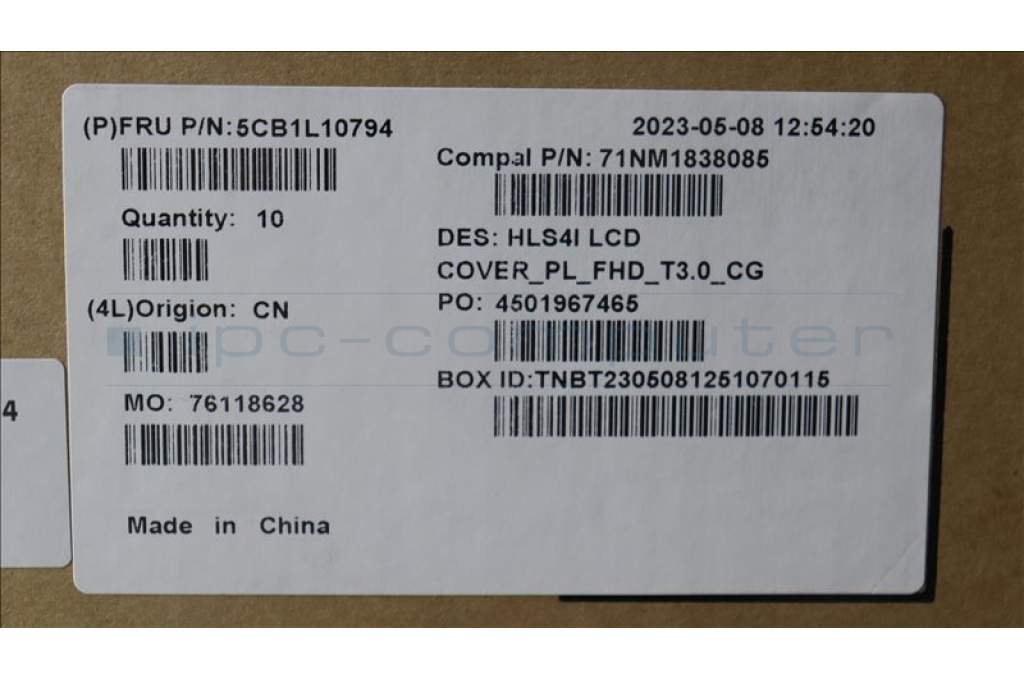 (P)FRU P/N:5CB1L10794
2023-05-08 12:54:20
Compal P/N: 71NM1838085
Quantity: 10
DES: HLS4I LCD
COVER_PL_FHD_T3.0_CG
(4L)Origion: CN
PO: 4501967465
ipc-computer
BOX ID:TNBT2305081251070115
MO: 76118628
4
Made in China